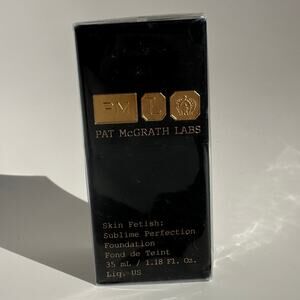 PM L
PAT McGRATH LABS
Skin Fetish:
Sublime Perfection
Foundation
Fond de Teint
35 mL / 1.18 Fl. Oz.
Liq. US